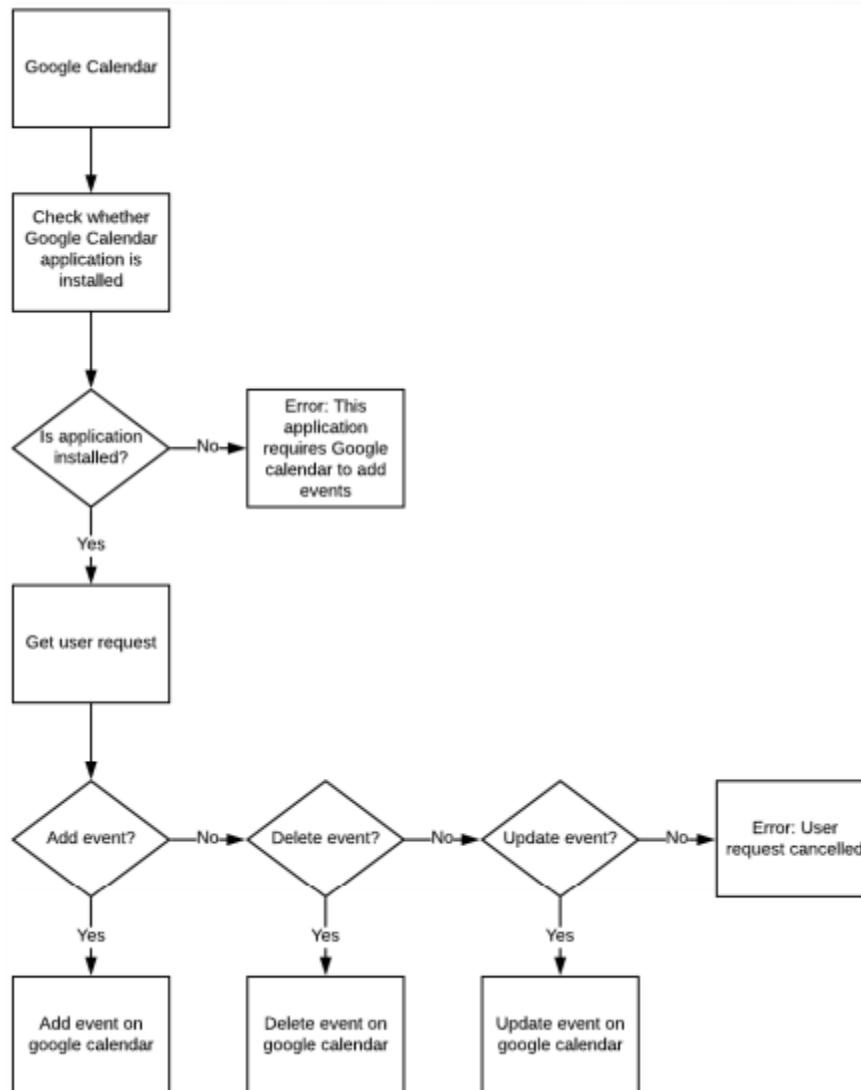 Google Calendar
Check whether
Google Calendar
application is
installed
Is application
installed?
No
Error: This
application
requires Google
calendar to add
events
Yes
Get user request
Add event?
No
Delete event?
No
Update event?
No
Error: User
request cancelled
Yes
Yes
Yes
Add event on
google calendar
Delete event on
google calendar
Update event on
google calendar